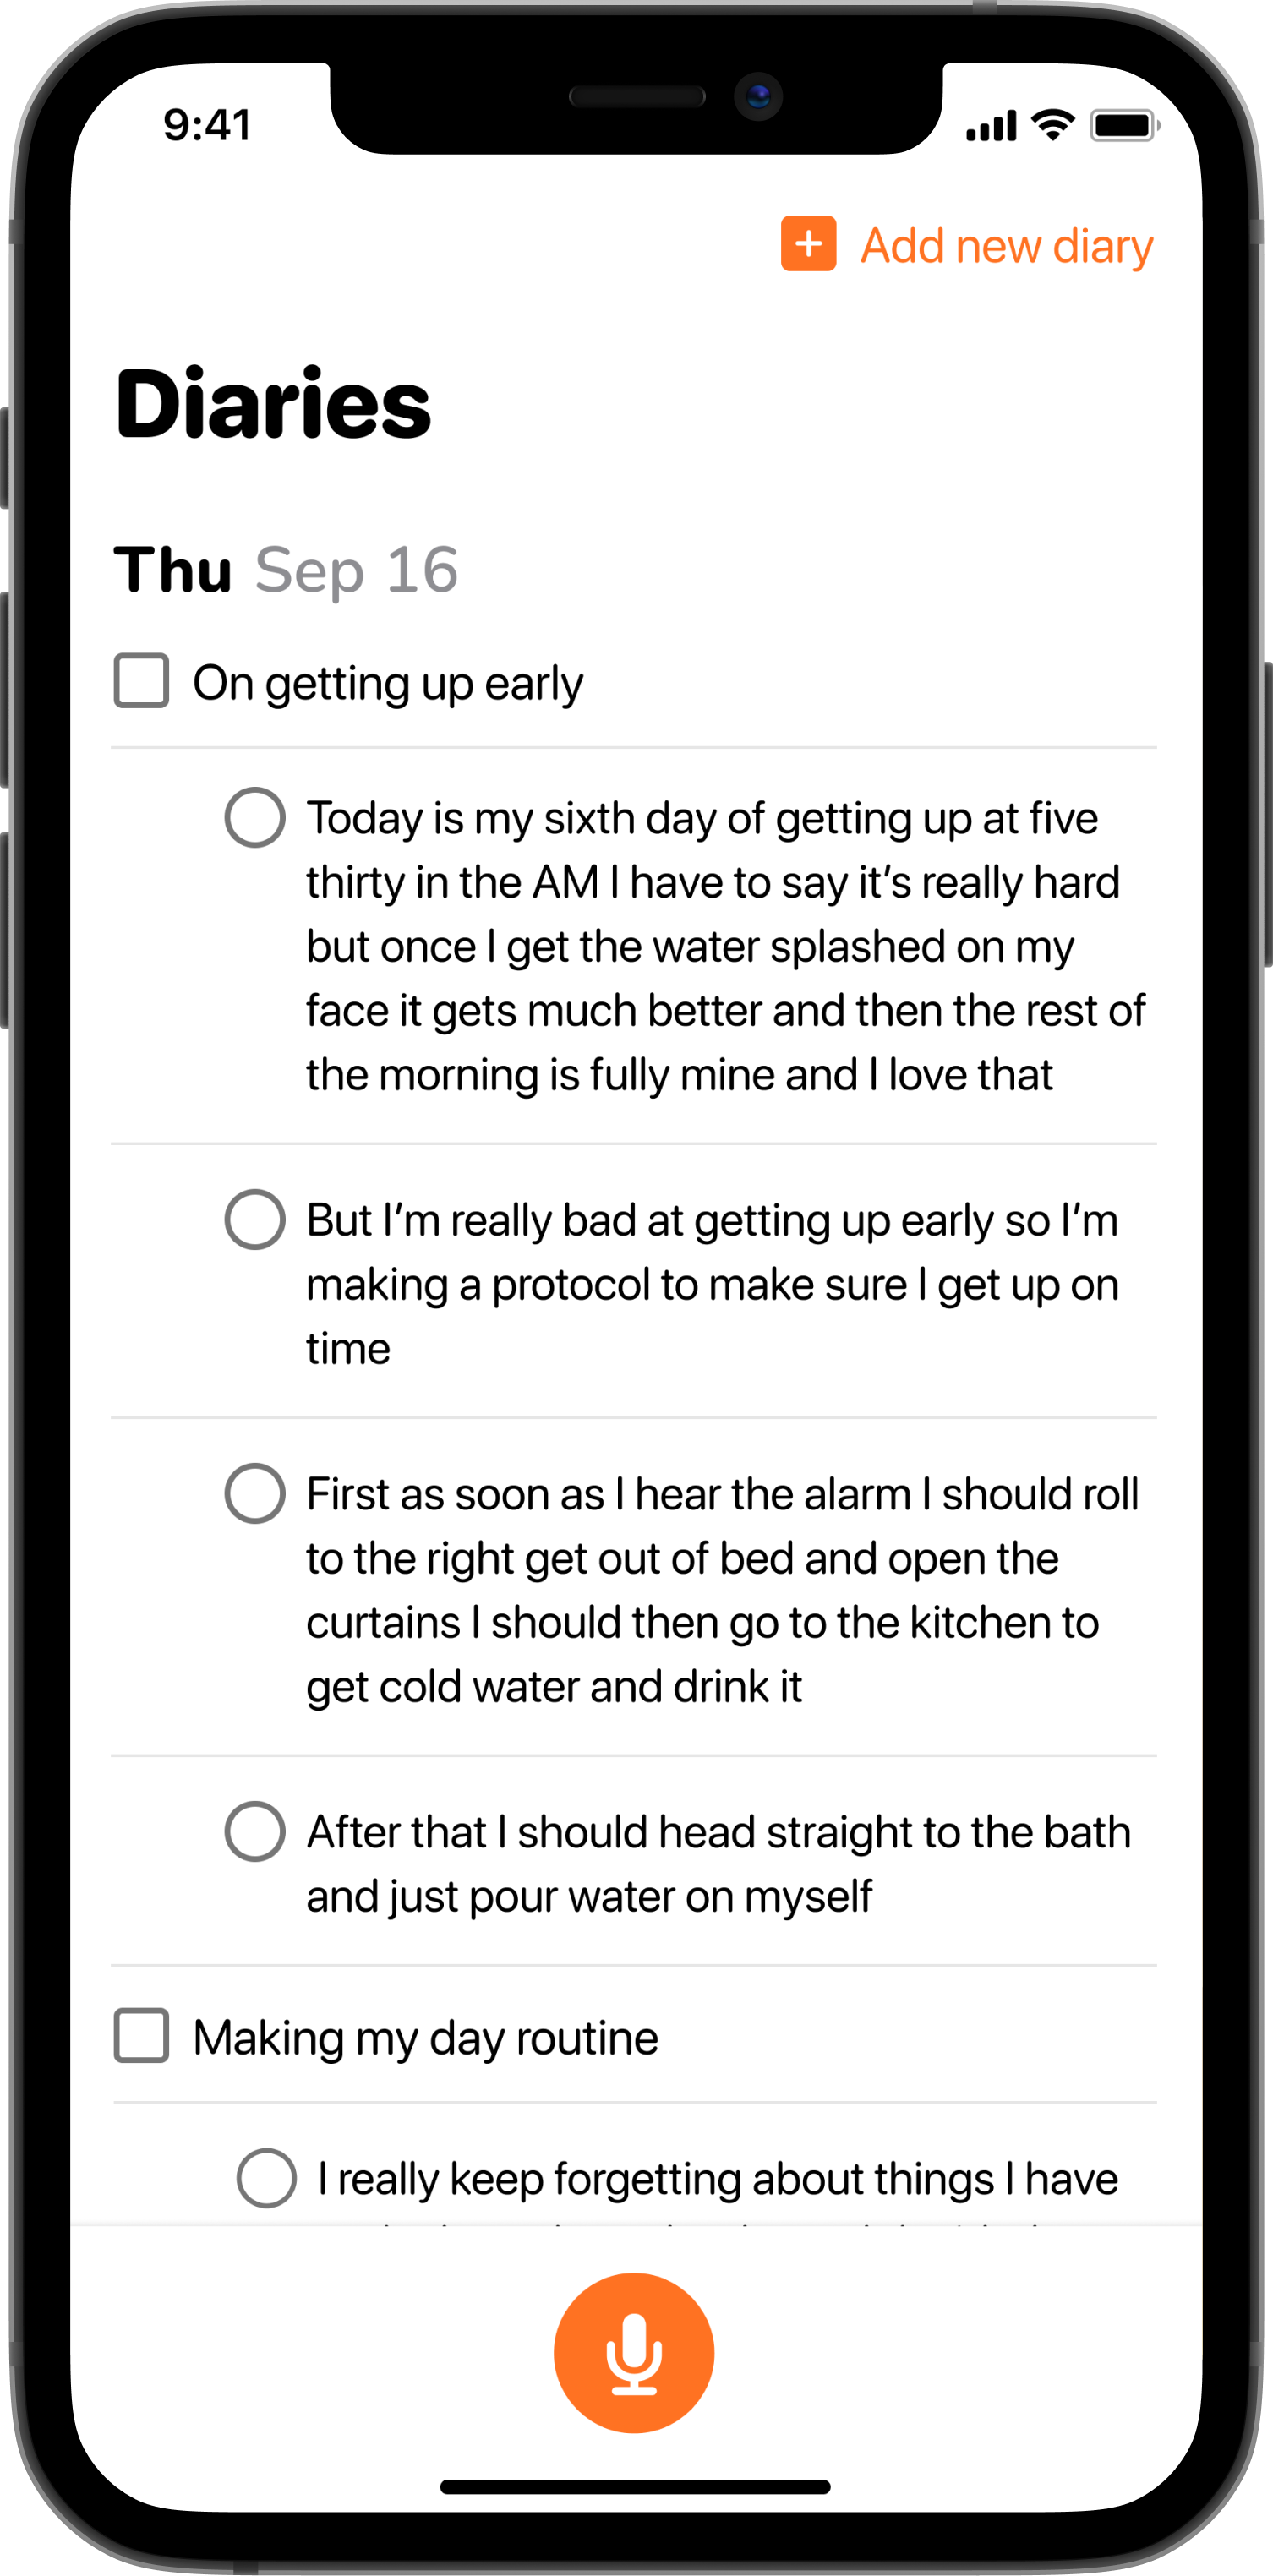 9:41
Add new diary
Diaries
Thu Sep 16
On getting up early
Today is my sixth day of getting up at five
thirty in the AM I have to say it’s really hard
but once I get the water splashed on my
face it gets much better and then the rest of
the morning is fully mine and I love that
But I’m really bad at getting up early so I’m
making a protocol to make sure I get up on
time
First as soon as I hear the alarm I should roll
to the right get out of bed and open the
curtains I should then go to the kitchen to
get cold water and drink it
After that I should head straight to the bath
and just pour water on myself
Making my day routine
I really keep forgetting about things I have